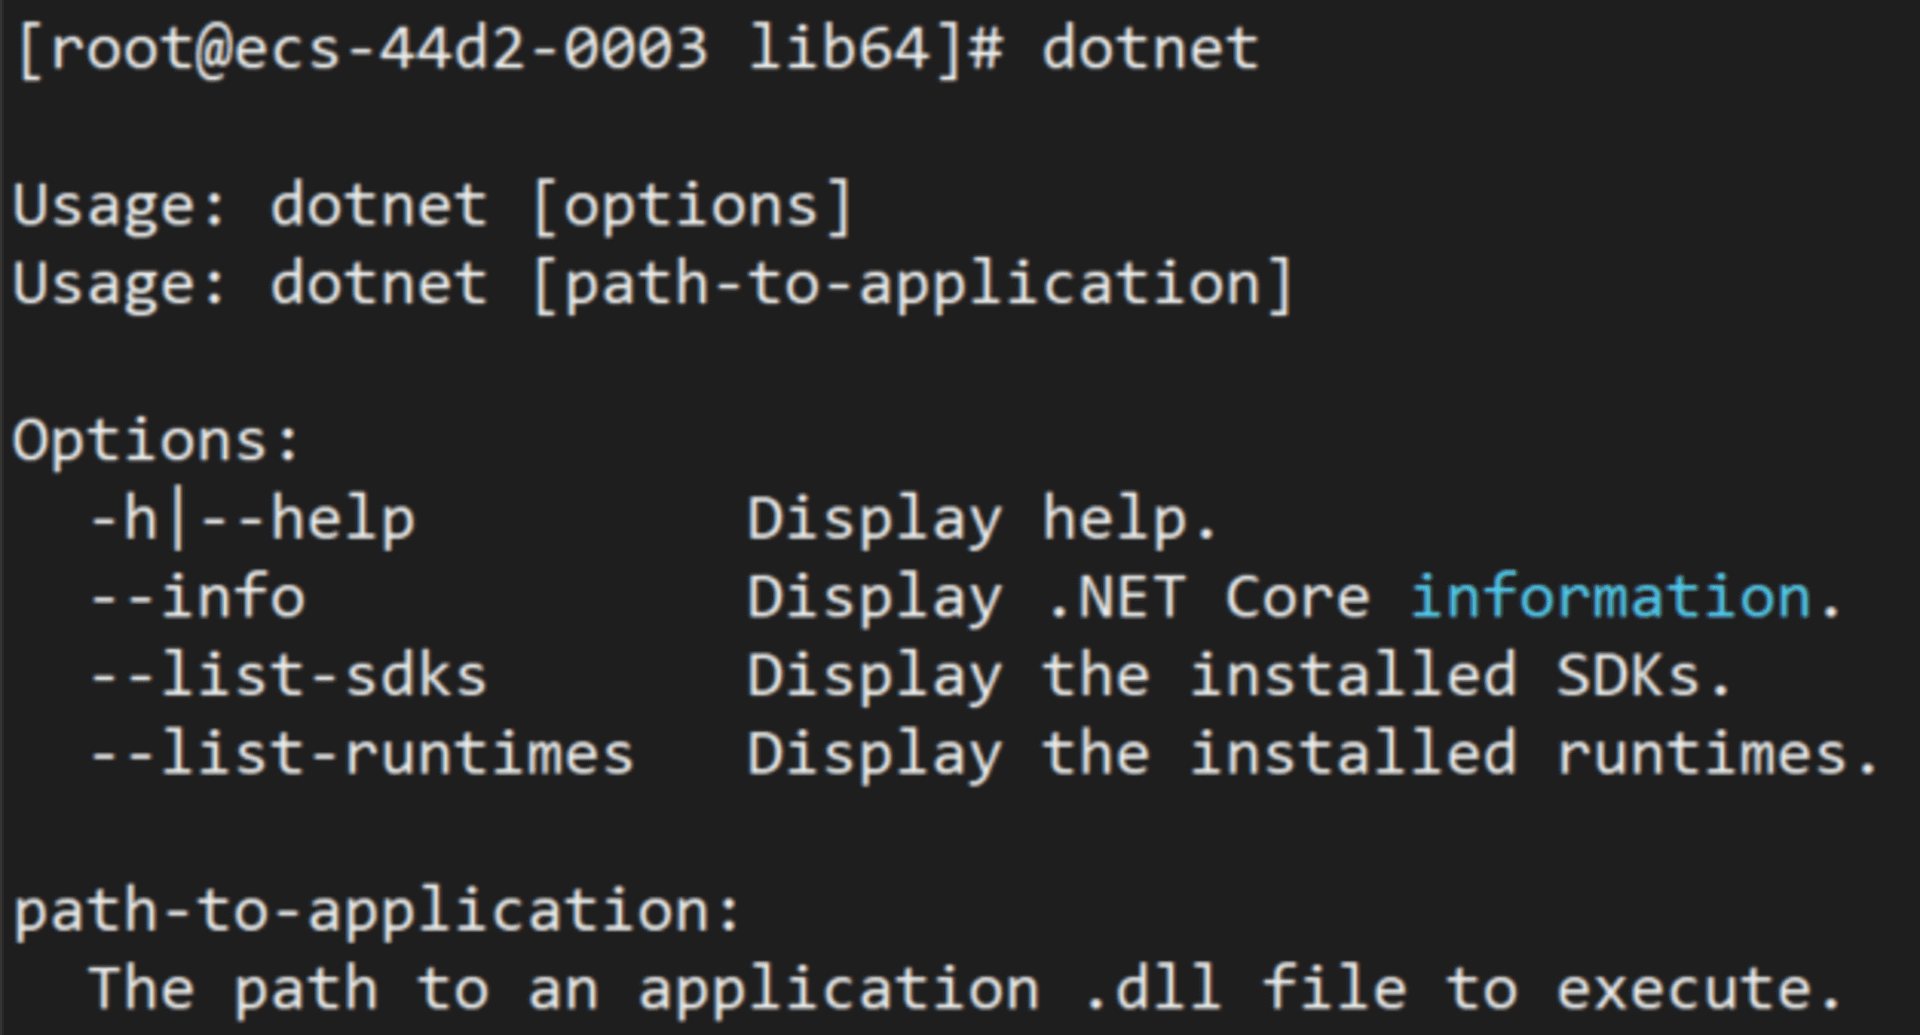 [root@ecs-44d2-0003 lib64]# dotnet
Usage: dotnet [options]
Usage: dotnet [path-to-application]
Options:
  -h|--help         Display help.
  --info            Display .NET Core information.
  --list-sdks       Display the installed SDKs.
  --list-runtimes   Display the installed runtimes.
path-to-application:
  The path to an application .dll file to execute.